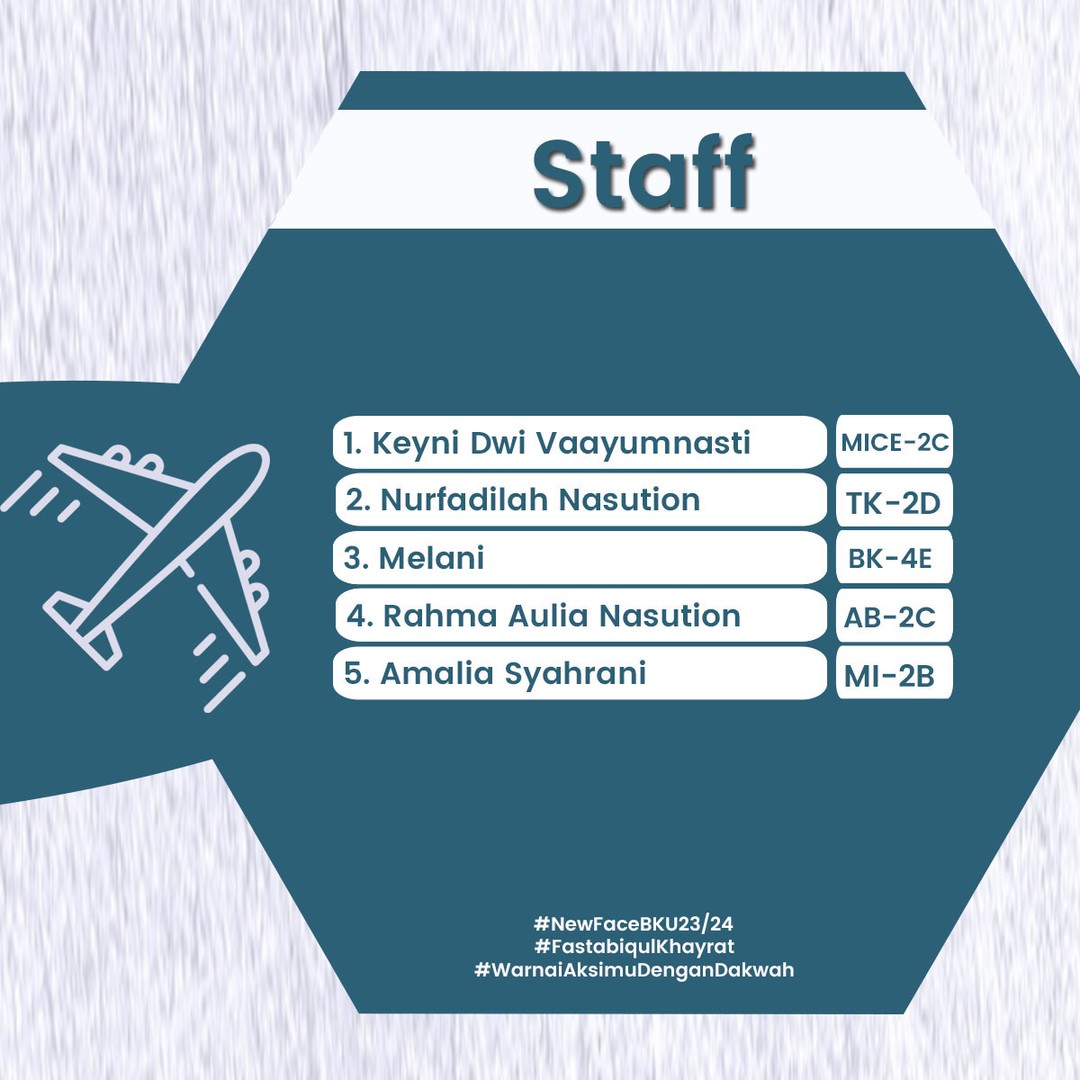 Staff
1. Keyni Dwi Vaayumnasti MICE-2C
2. Nurfadilah Nasution TK-2D
3. Melani BK-4E
4. Rahma Aulia Nasution AB-2C
5. Amalia Syahrani MI-2B
#NewFaceBKU23/24
#FastabiqulKhayrat
#WarnaiAksimuDenganDakwah